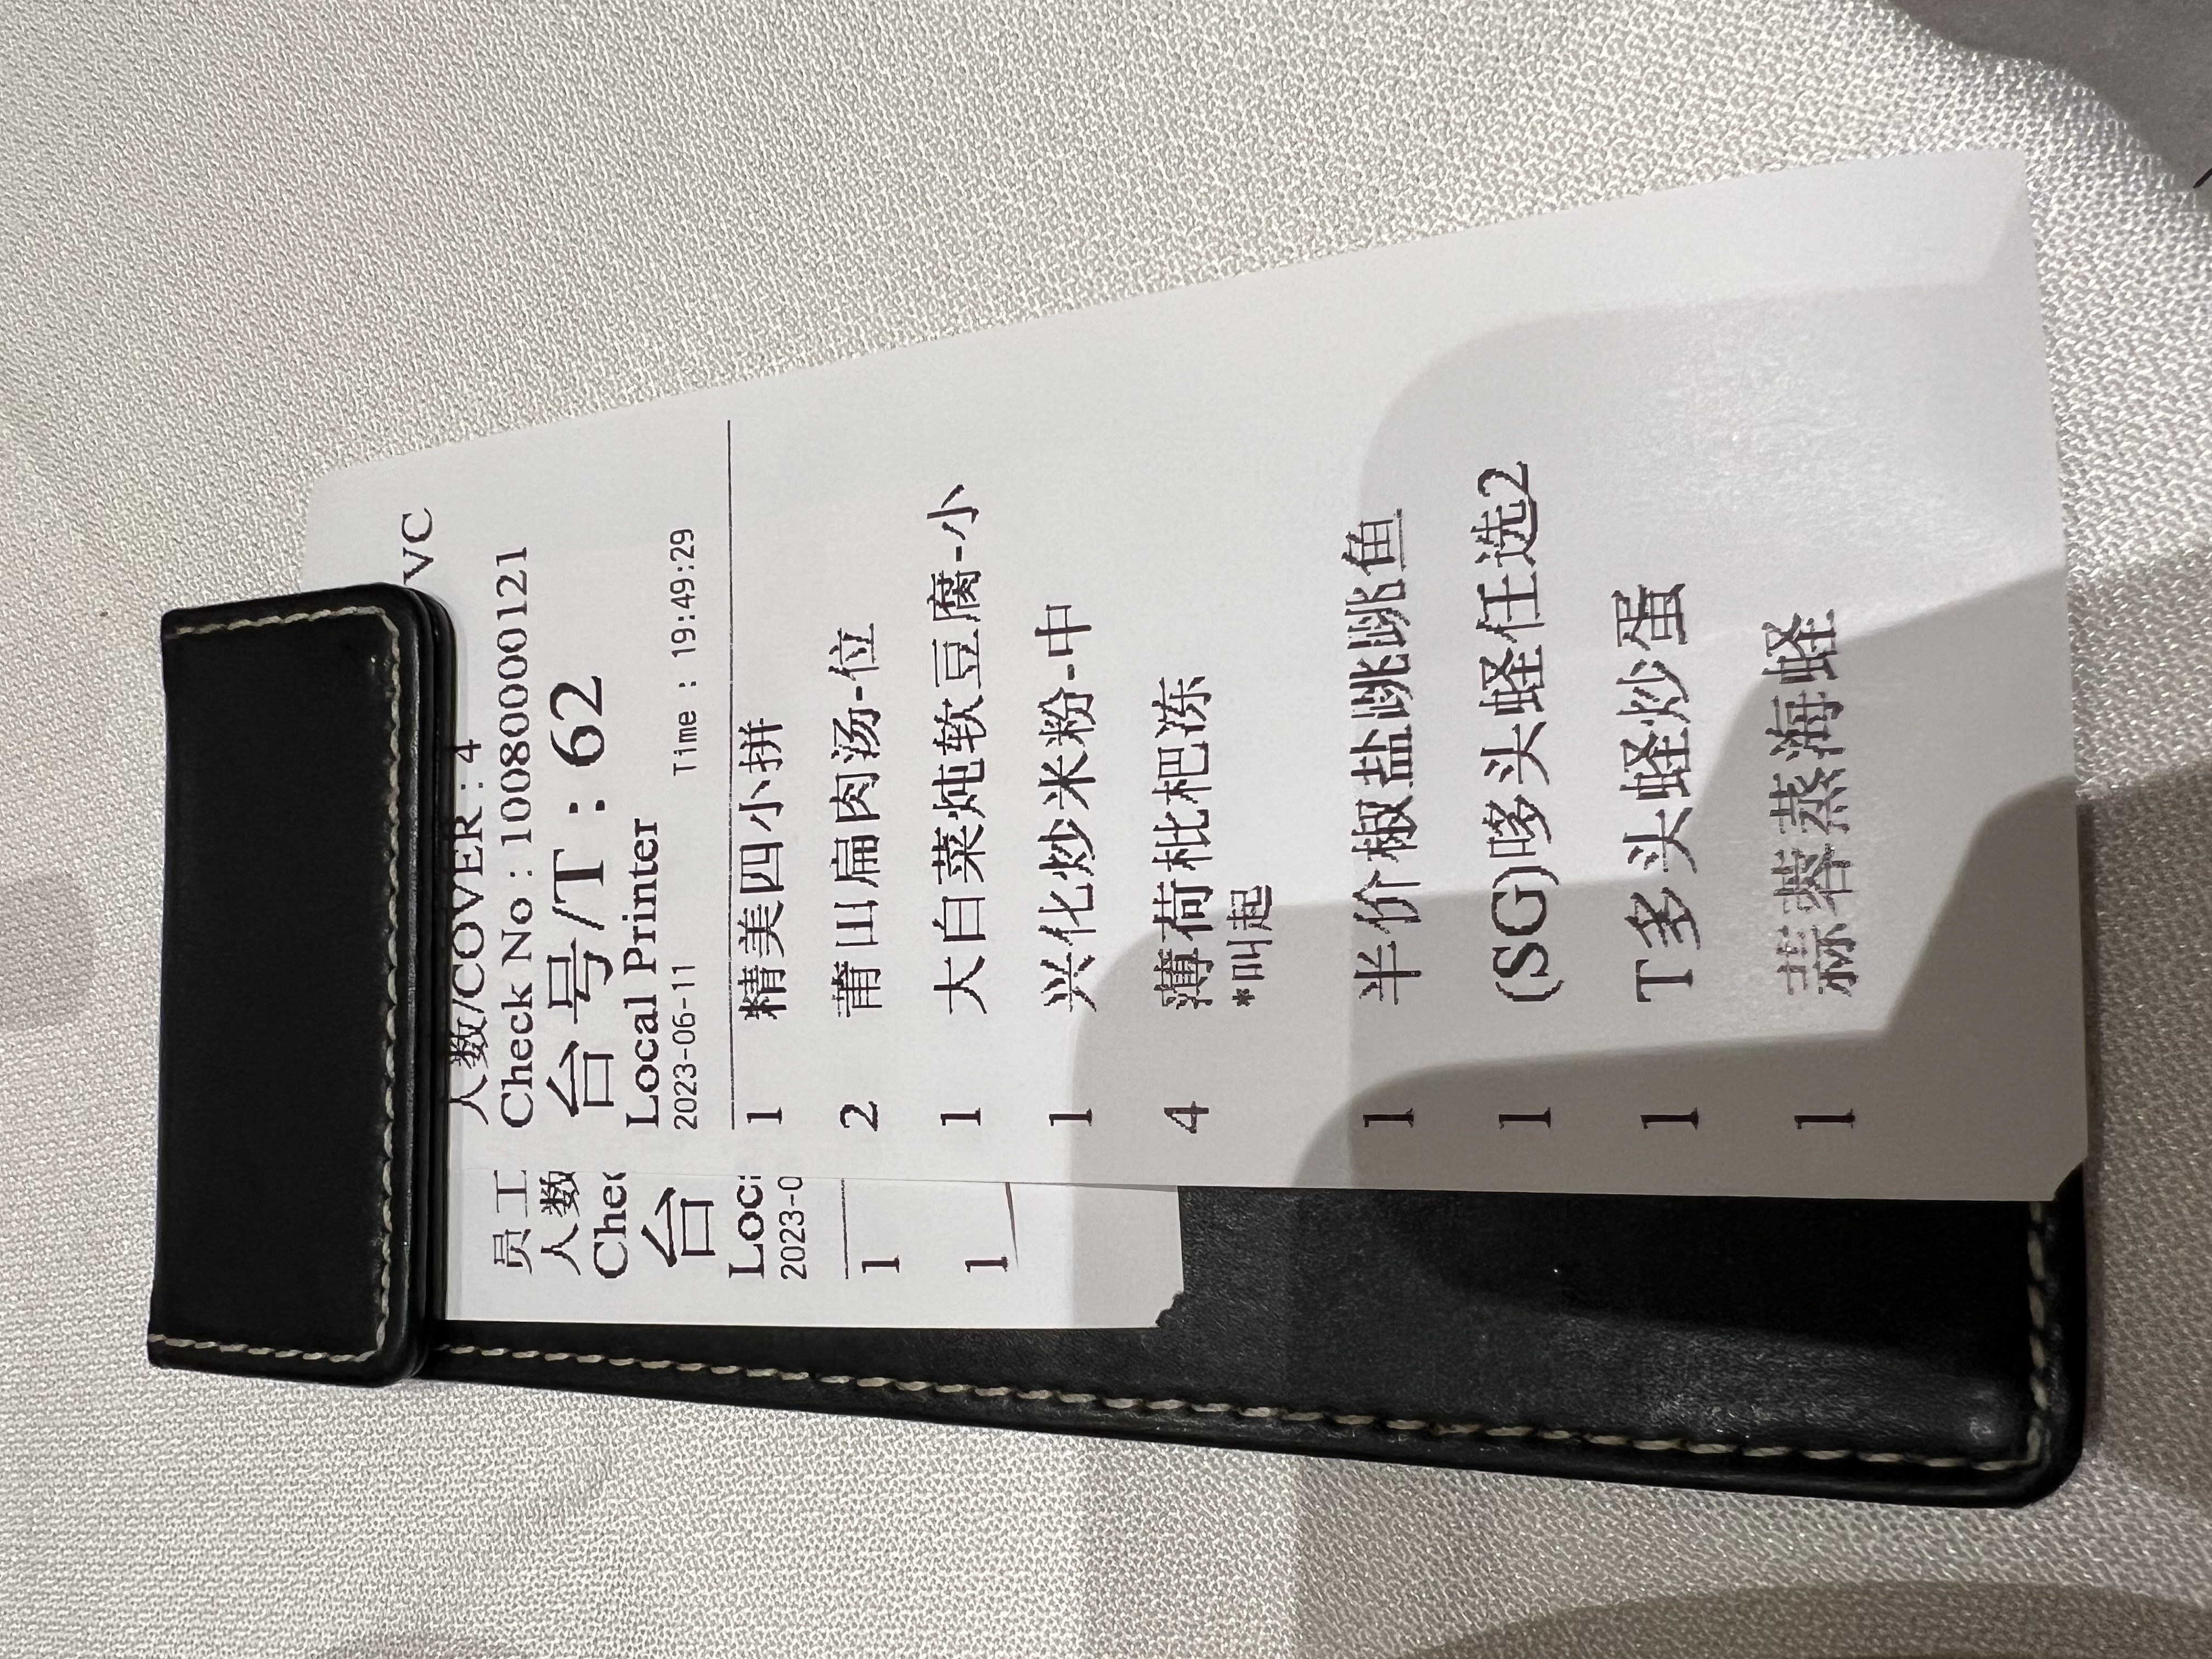 VC
人数/COVER : 4
Check No : 10080000121
台号/T : 62
Local Printer
2023-06-11 Time : 19:49:29
1 精美四小拼
2 莆山扁肉汤-位
1 大白菜炖软豆腐-小
1 兴化炒米粉-中
4 薄荷枇杷冻
*叫起
1 半价椒盐跳跳鱼
1 (SG)哆头蛏任选2
1 T多头蛏炒蛋
1 蒜蓉蒸海蛏
员工
人数
Chec
台
Loca
2023-0
1
1